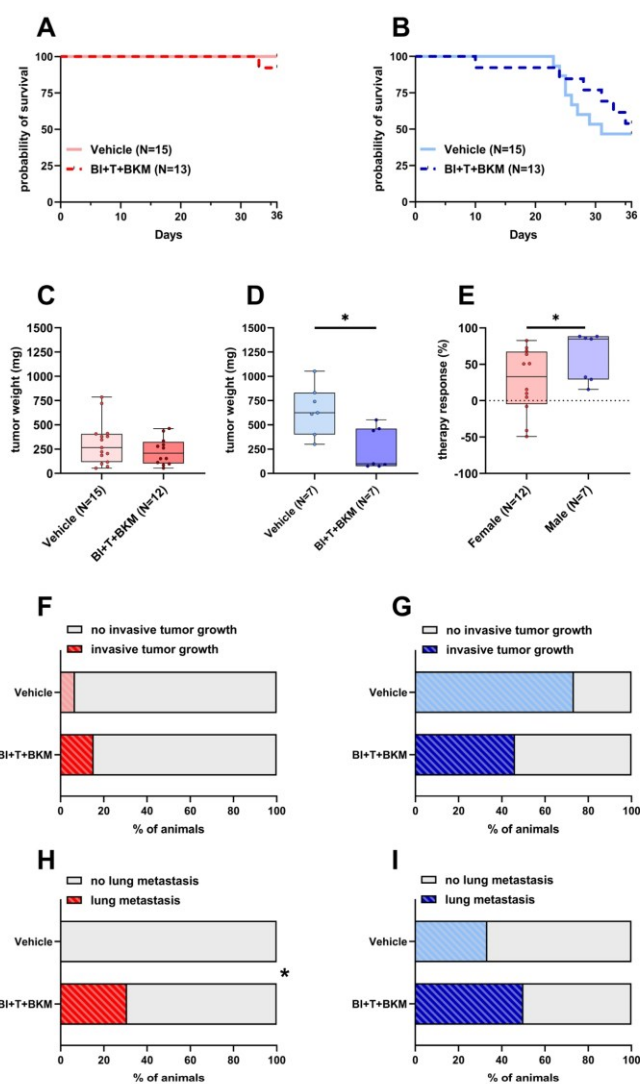 A
B
probability of survival
100
75
50
25
0
Vehicle (N=15)
BI+T+BKM (N=13)
0
10
20
30
36
Days
probability of survival
100
75
50
25
0
Vehicle (N=15)
BI+T+BKM (N=13)
0
10
20
30
36
Days
C
D
E
tumor weight (mg)
1500
1250
1000
750
500
250
0
Vehicle (N=15)
BI+T+BKM (N=12)
tumor weight (mg)
1500
1250
1000
750
500
250
0
*
Vehicle (N=7)
BI+T+BKM (N=7)
therapy response (%)
100
50
0
-50
-100
*
Female (N=12)
Male (N=7)
F
no invasive tumor growth
invasive tumor growth
Vehicle
BI+T+BKM
0 20 40 60 80 100
% of animals
G
no invasive tumor growth
invasive tumor growth
Vehicle
BI+T+BKM
0 20 40 60 80 100
% of animals
H
no lung metastasis
lung metastasis
Vehicle
*
BI+T+BKM
0 20 40 60 80 100
% of animals
I
no lung metastasis
lung metastasis
Vehicle
BI+T+BKM
0 20 40 60 80 100
% of animals